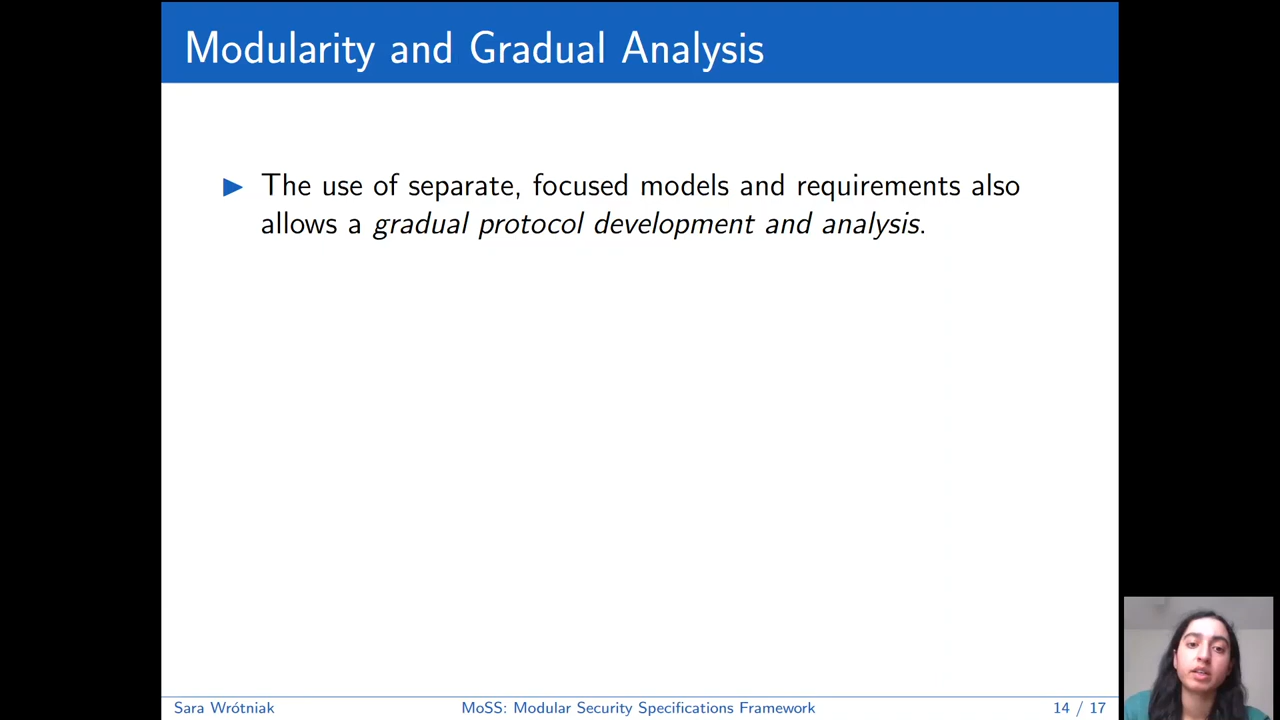 Modularity and Gradual Analysis
The use of separate, focused models and requirements also
allows a gradual protocol development and analysis.
Sara Wrótniak
MoSS: Modular Security Specifications Framework
14 / 17